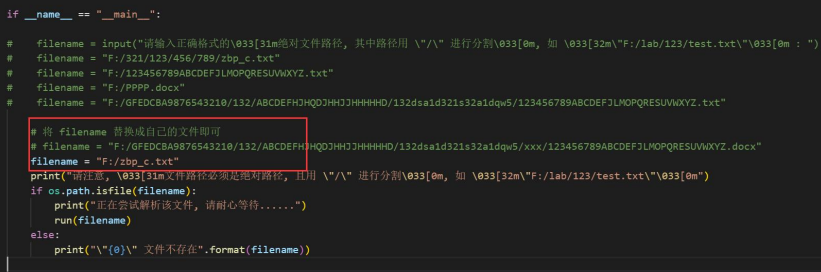 if __name__ == "__main__":
#    filename = input("请输入正确格式的\033[31m绝对文件路径, 其中路径用 \"/\" 进行分割\033[0m, 如 \033[32m\"F:/lab/123/test.txt\"\033[0m : ")
#    filename = "F:/321/123/456/789/zbp_c.txt"
#    filename = "F:/123456789ABCDEFJLMOPQRESUVWXYZ.txt"
#    filename = "F:/PPPP.docx"
#    filename = "F:/GFEDCBA9876543210/132/ABCDEFHJHQDJHHJJHHHHHD/132dsa1d321s32a1dqw5/123456789ABCDEFJLMOPQRESUVWXYZ.txt"
# 将 filename 替换成自己的文件即可
# filename = "F:/GFEDCBA9876543210/132/ABCDEFHJHQDJHHJJHHHHHD/132dsa1d321s32a1dqw5/xxx/123456789ABCDEFJLMOPQRESUVWXYZ.docx"
filename = "F:/zbp_c.txt"
print("请注意, \033[31m文件路径必须是绝对路径, 且用 \"/\" 进行分割\033[0m, 如 \033[32m\"F:/lab/123/test.txt\"\033[0m")
if os.path.isfile(filename):
print("正在尝试解析该文件, 请耐心等待......")
run(filename)
else:
print("\"{0}\" 文件不存在".format(filename))